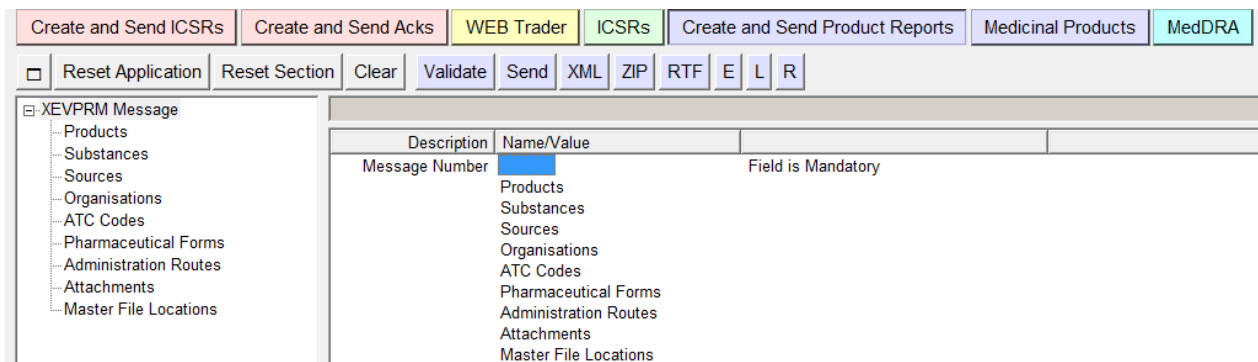 Create and Send ICSRs Create and Send Acks WEB Trader ICSRs Create and Send Product Reports Medicinal Products MedDRA
Reset Application Reset Section Clear Validate Send XML ZIP RTF E L R
XEVPRM Message
Products
Substances
Sources
Organisations
ATC Codes
Pharmaceutical Forms
Administration Routes
Attachments
Master File Locations
Description Name/Value
Message Number Field is Mandatory
Products
Substances
Sources
Organisations
ATC Codes
Pharmaceutical Forms
Administration Routes
Attachments
Master File Locations